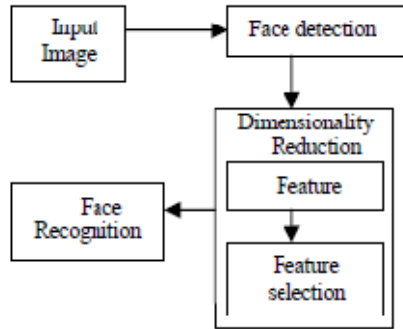 Input
Image
Face detection
Dimensionality
Reduction
Feature
Feature
selection
Face
Recognition